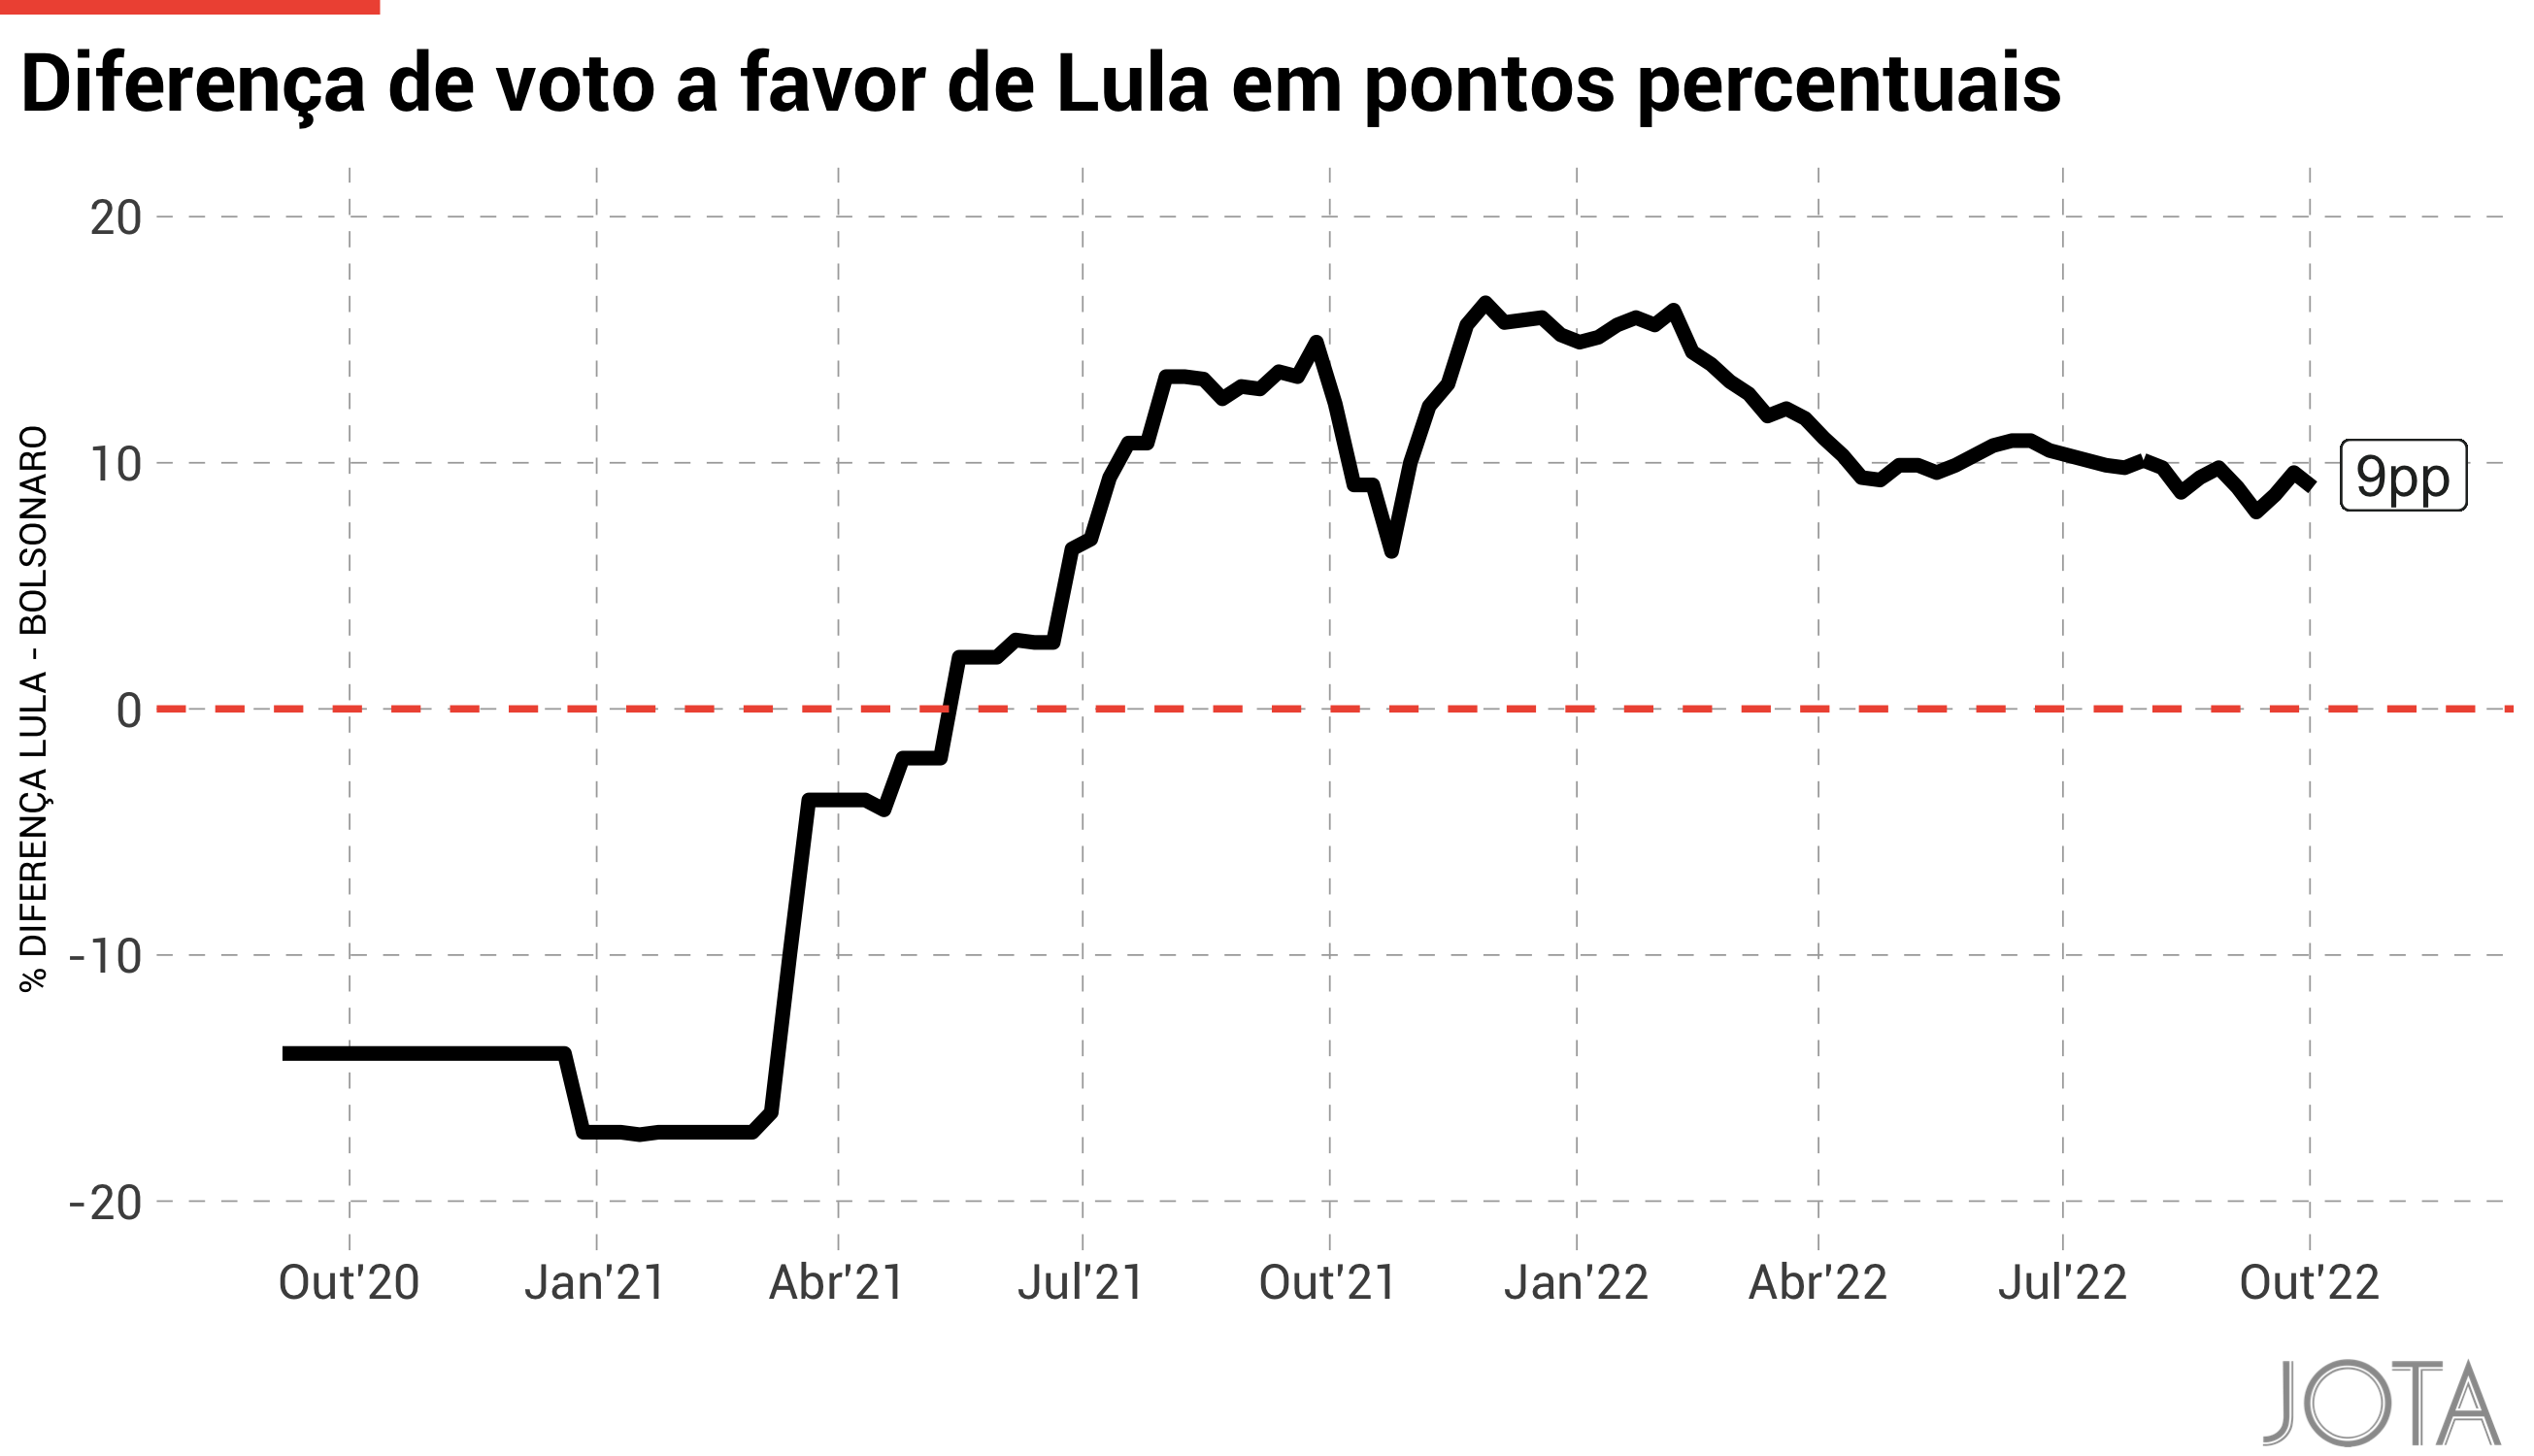 Diferença de voto a favor de Lula em pontos percentuais
% DIFERENÇA LULA - BOLSONARO
20
10
0
-10
-20
9pp
Out'20 Jan'21 Abr'21 Jul'21 Out'21 Jan'22 Abr'22 Jul'22 Out'22
JOTA